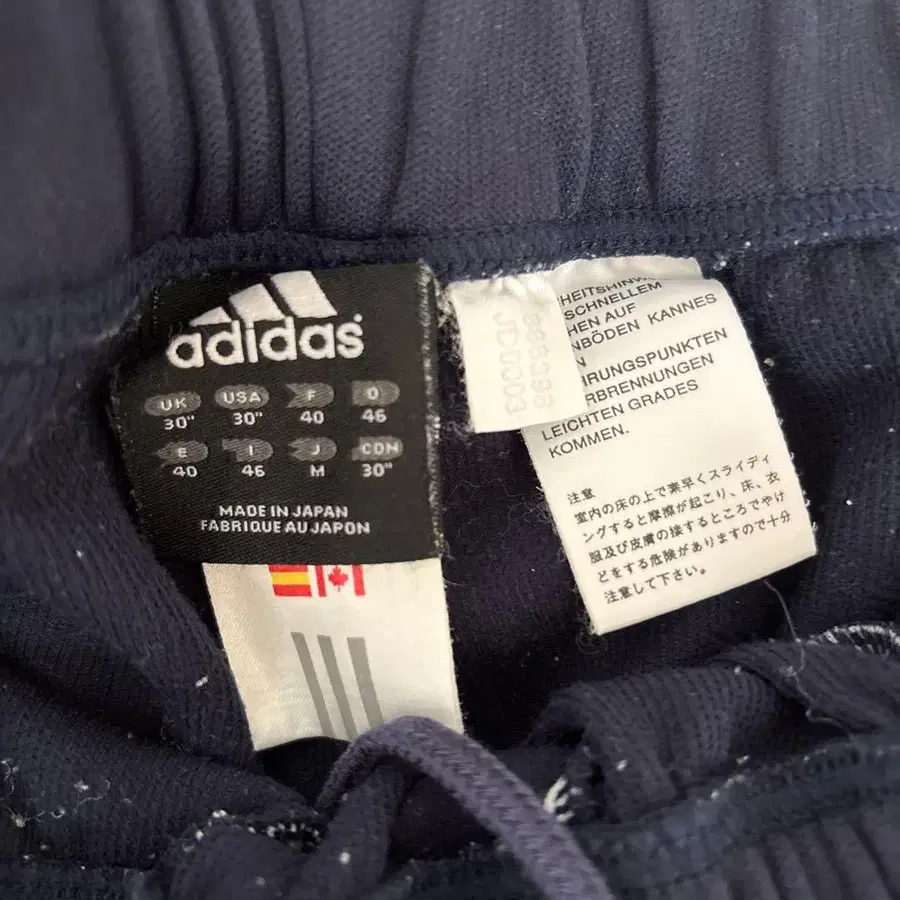 adidas
UK USA F D
30" 30" 40 46
E I J CDN
40 46 M 30"
MADE IN JAPAN
FABRIQUE AU JAPON
JD0003
HEITSHINW
SCHNELLEM
HEN AUF
NBÖDEN KANNES
N
HRUNGSPUNKTEN
RBRENNUNGEN
LEICHTEN GRADES
KOMMEN.
注意
室内の床の上で素早くスライディ
ングすると摩擦が起こり、床、衣
服及び皮膚の接するところでやけ
どをする危険がありますので十分
注意して下さい。